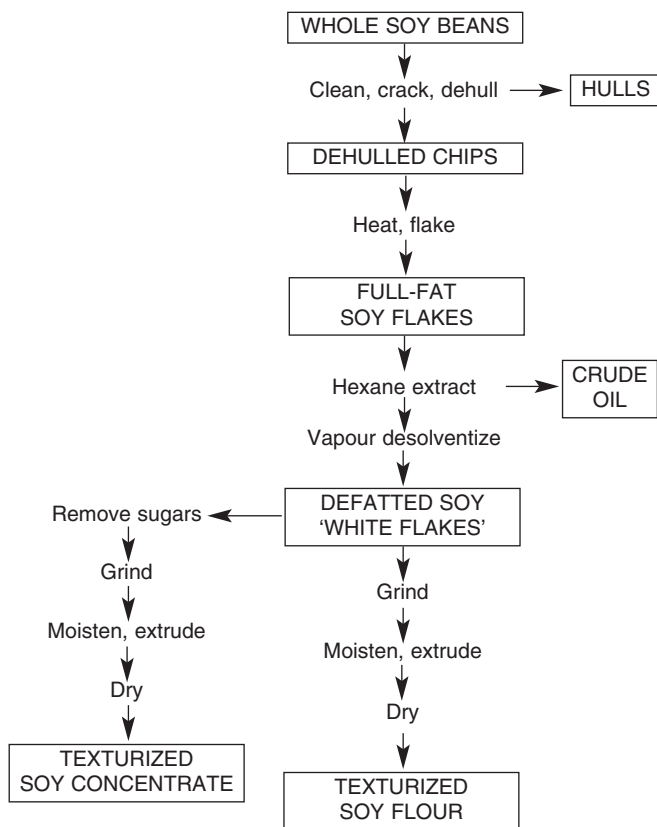 WHOLE SOY BEANS
Clean, crack, dehull
HULLS
DEHULLED CHIPS
Heat, flake
FULL-FAT
SOY FLAKES
Hexane extract
CRUDE
OIL
Vapour desolventize
DEFATTED SOY
‘WHITE FLAKES’
Remove sugars
Grind
Moisten, extrude
Dry
TEXTURIZED
SOY CONCENTRATE
Grind
Moisten, extrude
Dry
TEXTURIZED
SOY FLOUR